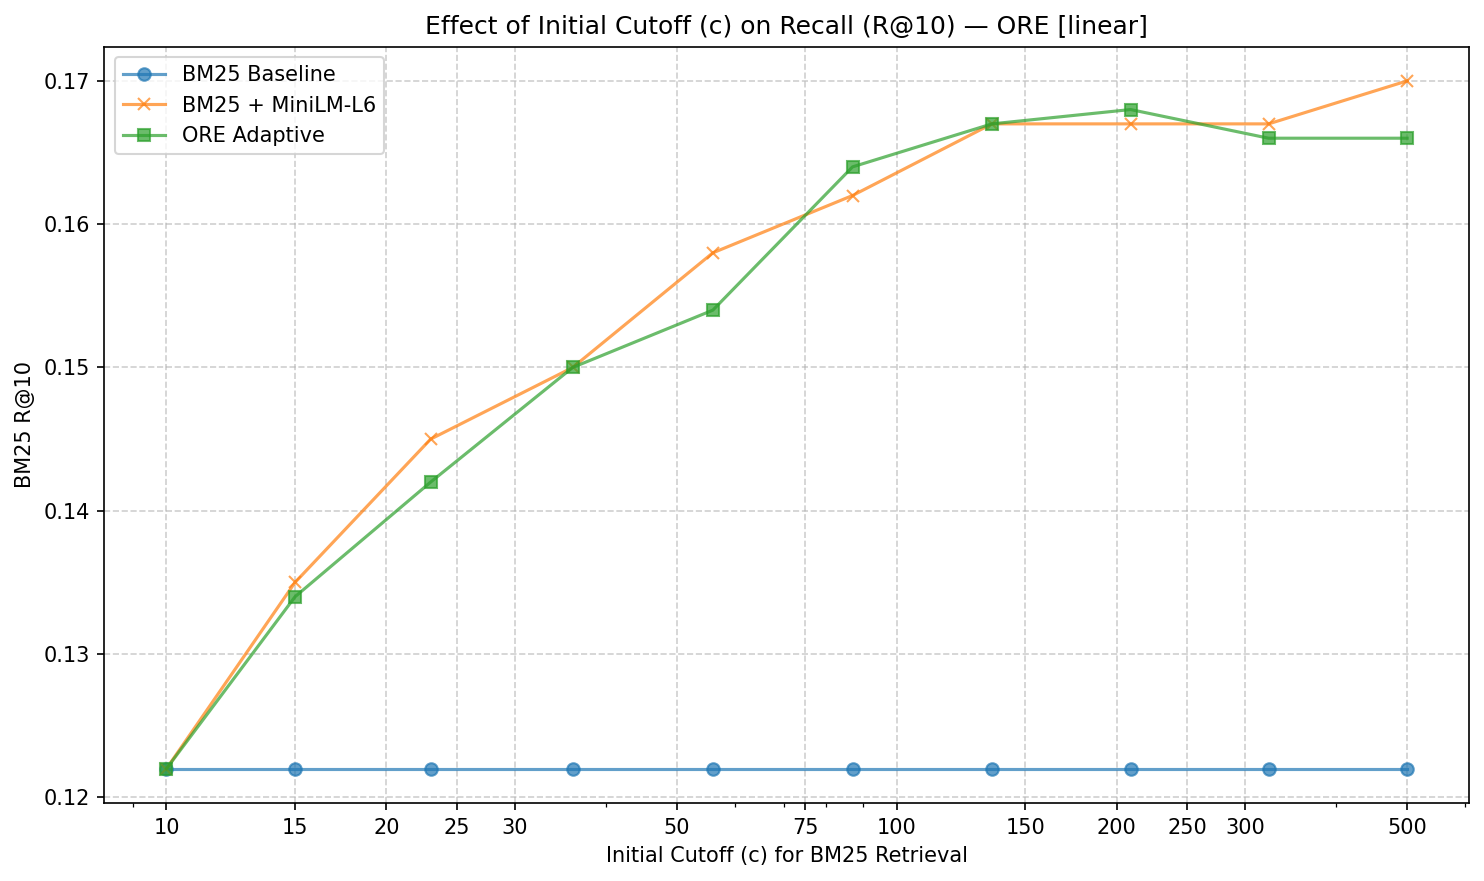 Effect of Initial Cutoff (c) on Recall (R@10) — ORE [linear]
BM25 Baseline
BM25 + MiniLM-L6
ORE Adaptive
0.17
0.16
0.15
0.14
0.13
0.12
BM25 R@10
10 15 20 25 30 50 75 100 150 200 250 300 500
Initial Cutoff (c) for BM25 Retrieval